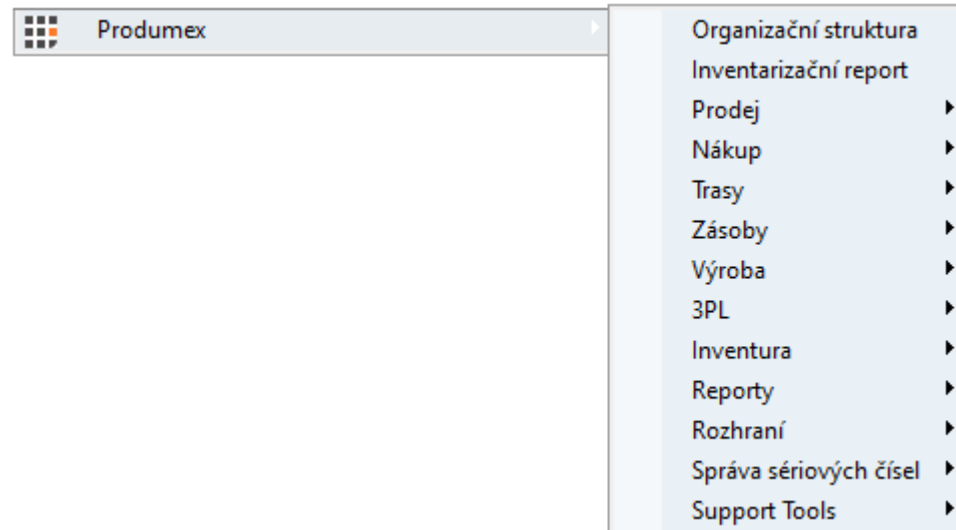 Produmex
Organizační struktura
Inventarizační report
Prodej
Nákup
Trasy
Zásoby
Výroba
3PL
Inventura
Reporty
Rozhraní
Správa sériových čísel
Support Tools